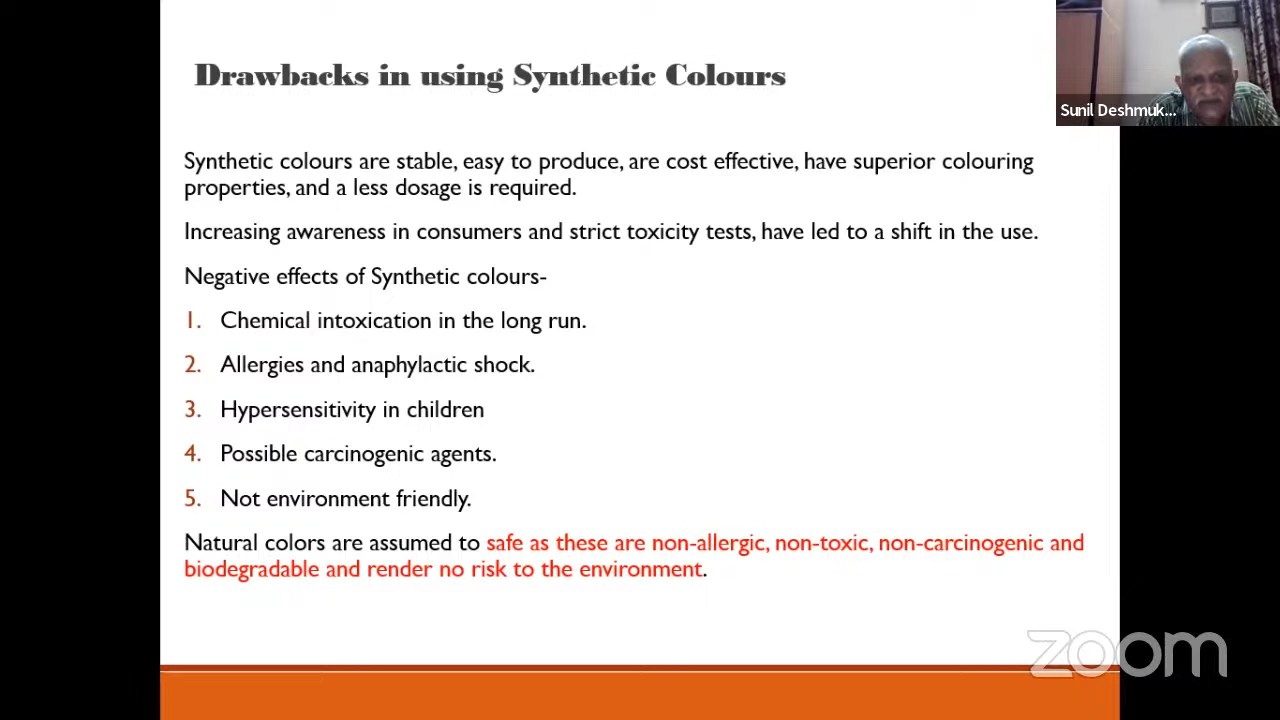 Drawbacks in using Synthetic Colours
Sunil Deshmuk...
Synthetic colours are stable, easy to produce, are cost effective, have superior colouring
properties, and a less dosage is required.
Increasing awareness in consumers and strict toxicity tests, have led to a shift in the use.
Negative effects of Synthetic colours-
1. Chemical intoxication in the long run.
2. Allergies and anaphylactic shock.
3. Hypersensitivity in children
4. Possible carcinogenic agents.
5. Not environment friendly.
Natural colors are assumed to safe as these are non-allergic, non-toxic, non-carcinogenic and
biodegradable and render no risk to the environment.
zoom